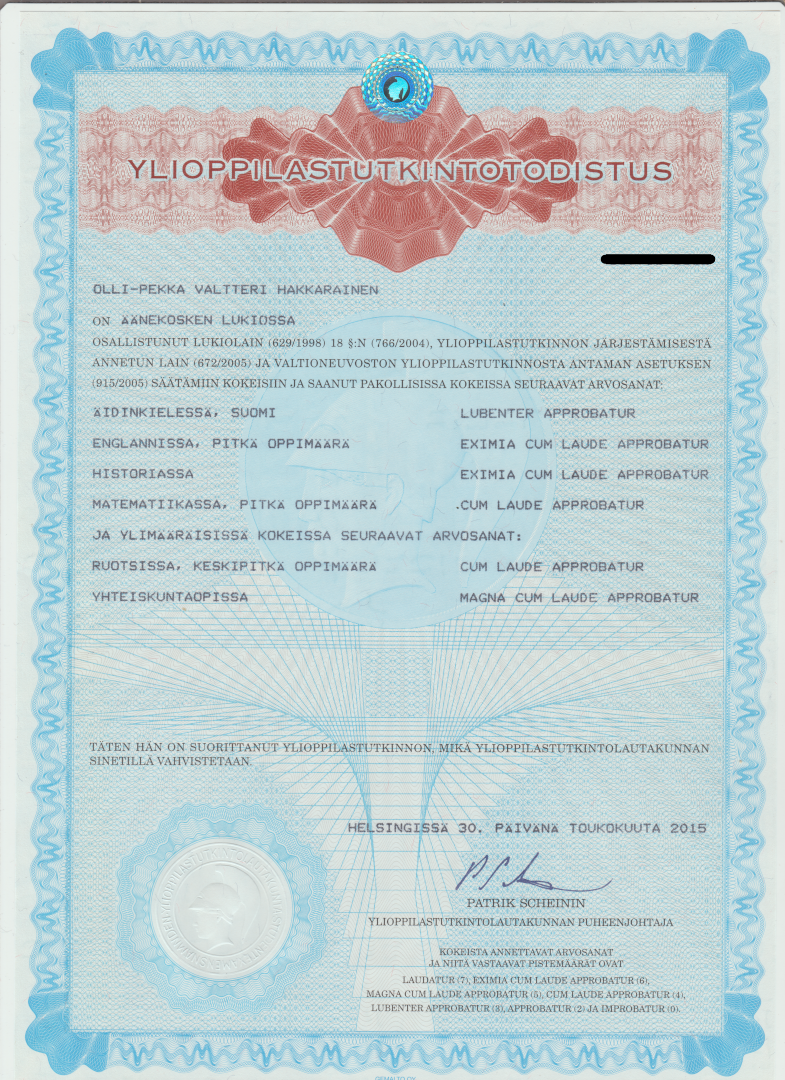 YLIOPPILASTUTKINTOTODISTUS
OLLI-PEKKA VALTTERI HAKKARAINEN
ON ÄÄNEKOSKEN LUKIOSSA
OSALLISTUNUT LUKIOLAIN (629/1998) 18 §:N (766/2004), YLIOPPILASTUTKINNON JÄRJESTÄMISESTÄ
ANNETUN LAIN (672/2005) JA VALTIONEUVOSTON YLIOPPILASTUTKINNOSTA ANTAMAN ASETUKSEN
(915/2005) SÄÄTÄMIIN KOKEISIIN JA SAANUT PAKOLLISISSA KOKEISSA SEURAAVAT ARVOSANAT:
ÄIDINKIELESSÄ, SUOMI LUBENTER APPROBATUR
ENGLANNISSA, PITKÄ OPPIMÄÄRÄ EXIMIA CUM LAUDE APPROBATUR
HISTORIASSA EXIMIA CUM LAUDE APPROBATUR
MATEMATIIKASSA, PITKÄ OPPIMÄÄRÄ .CUM LAUDE APPROBATUR
JA YLIMÄÄRÄISISSÄ KOKEISSA SEURAAVAT ARVOSANAT:
RUOTSISSA, KESKIPITKÄ OPPIMÄÄRÄ CUM LAUDE APPROBATUR
YHTEISKUNTAOPISSA MAGNA CUM LAUDE APPROBATUR
TÄTEN HÄN ON SUORITTANUT YLIOPPILASTUTKINNON, MIKÄ YLIOPPILASTUTKINTOLAUTAKUNNAN
SINETILLÄ VAHVISTETAAN.
HELSINGISSÄ 30. PÄIVÄNÄ TOUKOKUUTA 2015
PATRIK SCHEININ
YLIOPPILASTUTKINTOLAUTAKUNNAN PUHEENJOHTAJA
KOKEISTA ANNETTAVAT ARVOSANAT
JA NIITÄ VASTAAVAT PISTEMÄÄRÄT OVAT
LAUDATUR (7), EXIMIA CUM LAUDE APPROBATUR (6),
MAGNA CUM LAUDE APPROBATUR (5), CUM LAUDE APPROBATUR (4),
LUBENTER APPROBATUR (3), APPROBATUR (2) JA IMPROBATUR (0).
GEMALTO OY